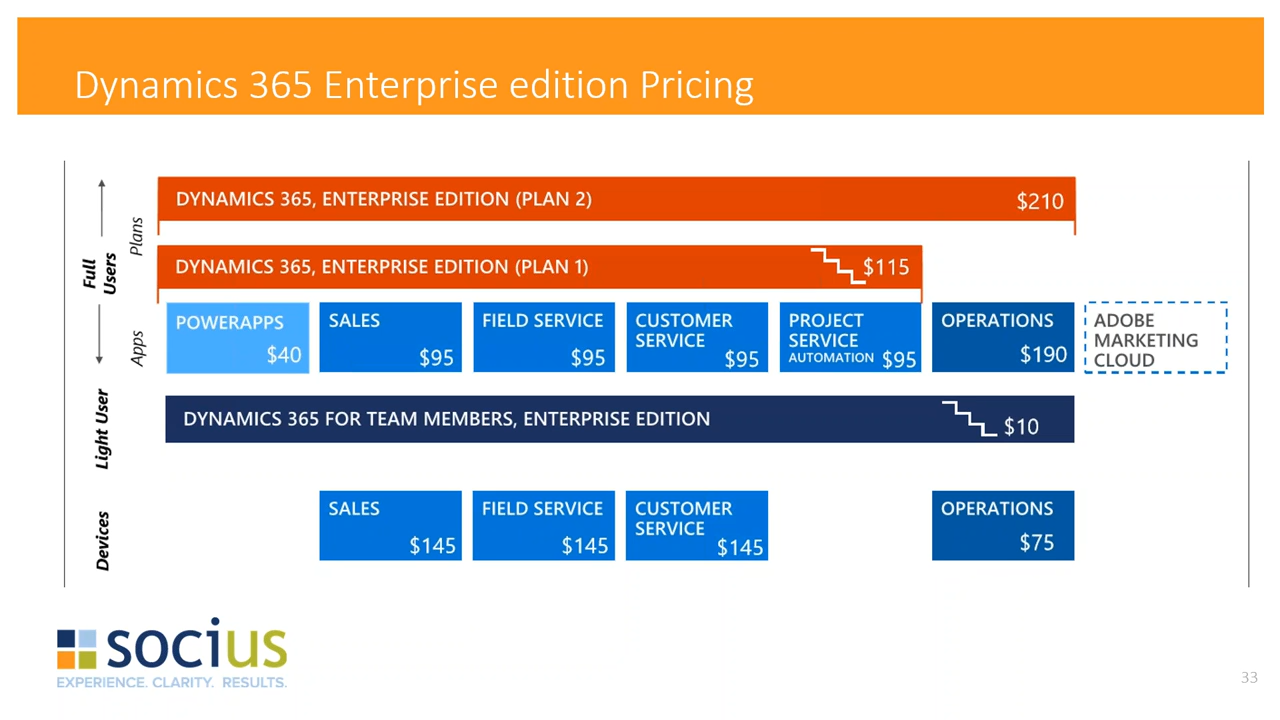 Dynamics 365 Enterprise edition Pricing
Full
Users
Plans
DYNAMICS 365, ENTERPRISE EDITION (PLAN 2)
$210
DYNAMICS 365, ENTERPRISE EDITION (PLAN 1)
$115
Apps
POWERAPPS
$40
SALES
$95
FIELD SERVICE
$95
CUSTOMER
SERVICE
$95
PROJECT
SERVICE
AUTOMATION
$95
OPERATIONS
$190
ADOBE
MARKETING
CLOUD
Light User
DYNAMICS 365 FOR TEAM MEMBERS, ENTERPRISE EDITION
$10
Devices
SALES
$145
FIELD SERVICE
$145
CUSTOMER
SERVICE
$145
OPERATIONS
$75
socius
EXPERIENCE. CLARITY. RESULTS.
33